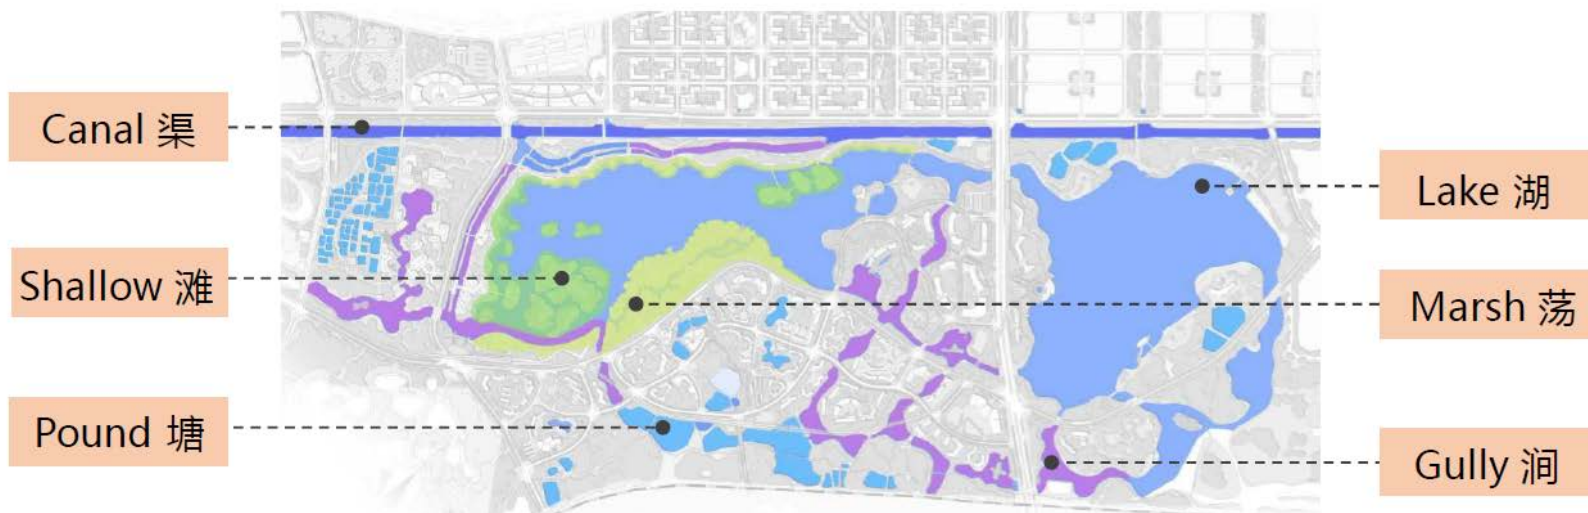 Canal 渠
Lake 湖
Shallow 滩
Marsh 荡
Pound 塘
Gully 涧